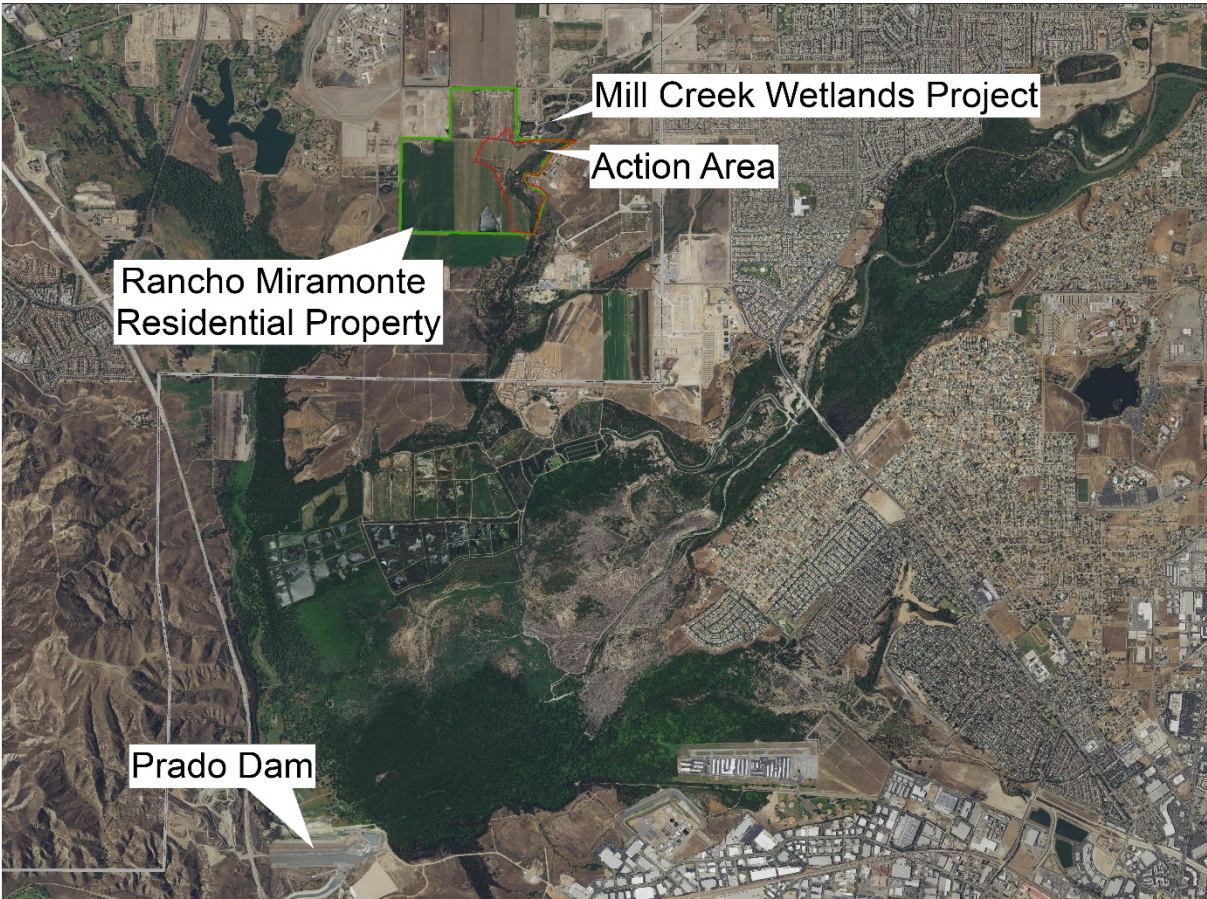 Mill Creek Wetlands Project
Action Area
Rancho Miramonte
Residential Property
Prado Dam